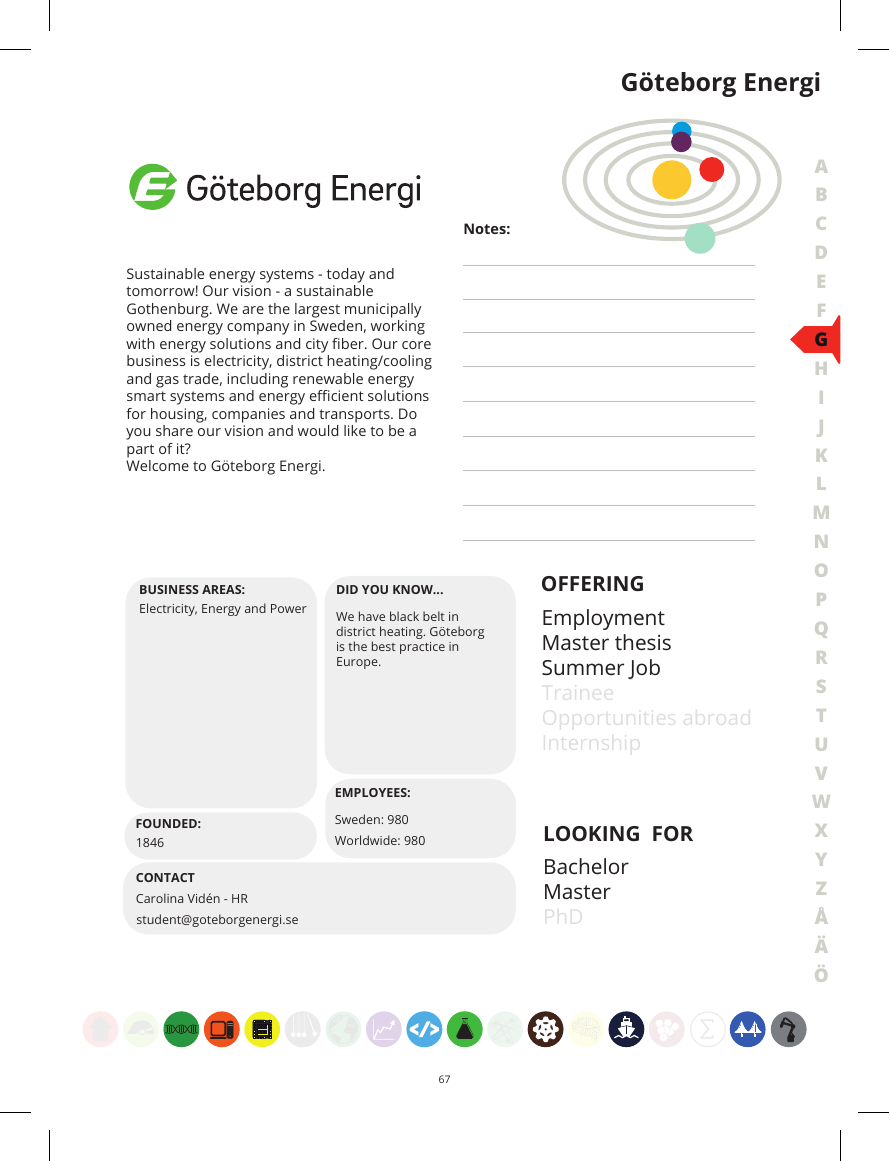 Göteborg Energi
Göteborg Energi
Notes:
Sustainable energy systems - today and
tomorrow! Our vision - a sustainable
Gothenburg. We are the largest municipally
owned energy company in Sweden, working
with energy solutions and city fiber. Our core
business is electricity, district heating/cooling
and gas trade, including renewable energy
smart systems and energy efficient solutions
for housing, companies and transports. Do
you share our vision and would like to be a
part of it?
Welcome to Göteborg Energi.
BUSINESS AREAS:
Electricity, Energy and Power
DID YOU KNOW...
We have black belt in
district heating. Göteborg
is the best practice in
Europe.
EMPLOYEES:
Sweden: 980
Worldwide: 980
FOUNDED:
1846
CONTACT
Carolina Vidén - HR
student@goteborgenergi.se
OFFERING
Employment
Master thesis
Summer Job
Trainee
Opportunities abroad
Internship
LOOKING FOR
Bachelor
Master
PhD
A
B
C
D
E
F
G
H
I
J
K
L
M
N
O
P
Q
R
S
T
U
V
W
X
Y
Z
Å
Ä
Ö
</>
Σ
67